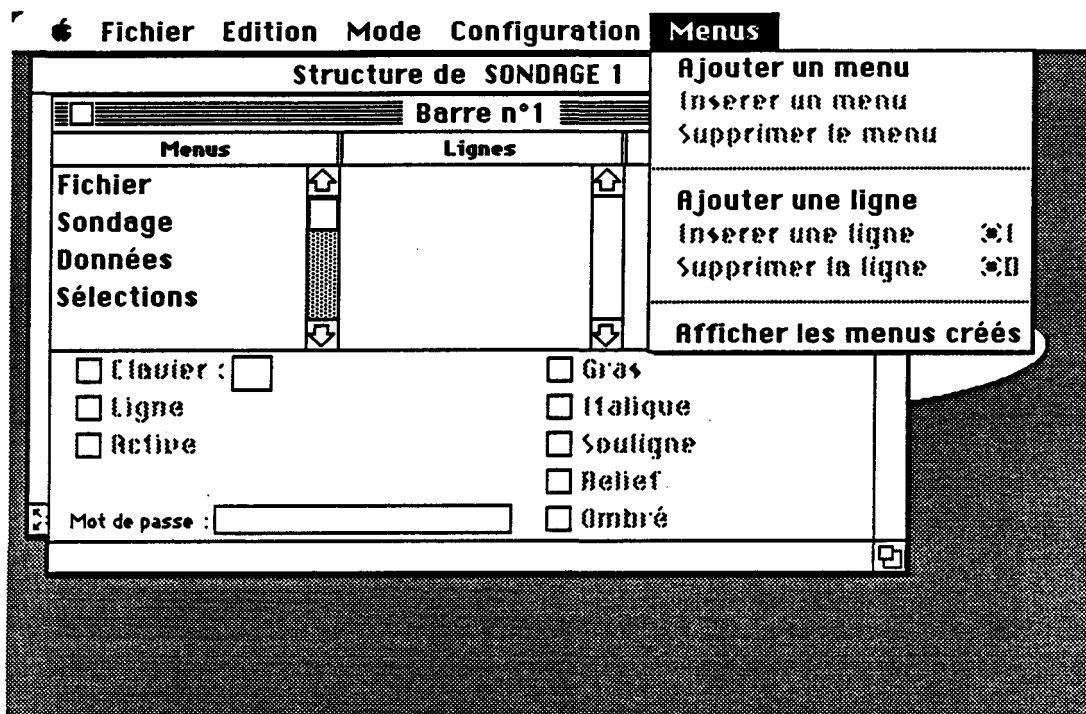 Fichier Edition Mode Configuration Menus
Structure de SONDAGE 1
Barre n°1
Menus Lignes
Fichier
Sondage
Données
Sélections
Ajouter un menu
Inserer un menu
Supprimer le menu
Ajouter une ligne
Inserer une ligne ⌘I
Supprimer la ligne ⌘D
Afficher les menus créés
Clavier :
Ligne
Active
Mot de passe :
Gras
Italique
Souligne
Relief
Ombré